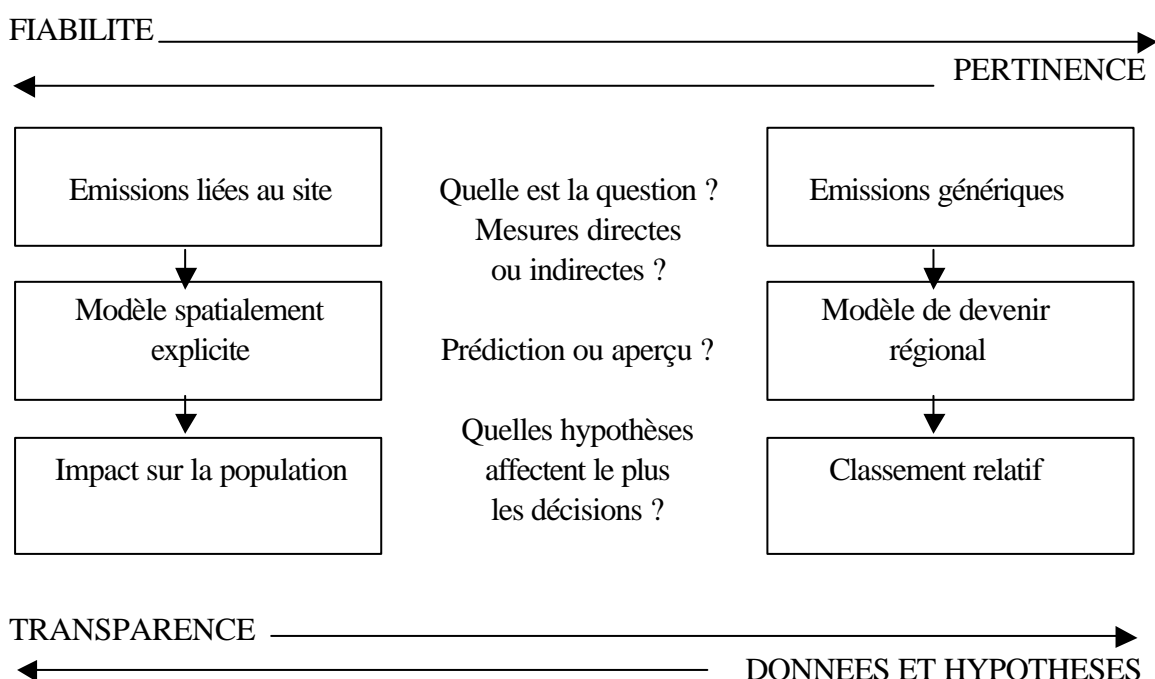 FIABILITE
PERTINENCE
Emissions liées au site
Modèle spatialement
explicite
Impact sur la population
Quelle est la question ?
Mesures directes
ou indirectes ?
Prédiction ou aperçu ?
Quelles hypothèses
affectent le plus
les décisions ?
Emissions génériques
Modèle de devenir
régional
Classement relatif
TRANSPARENCE
DONNEES ET HYPOTHESES